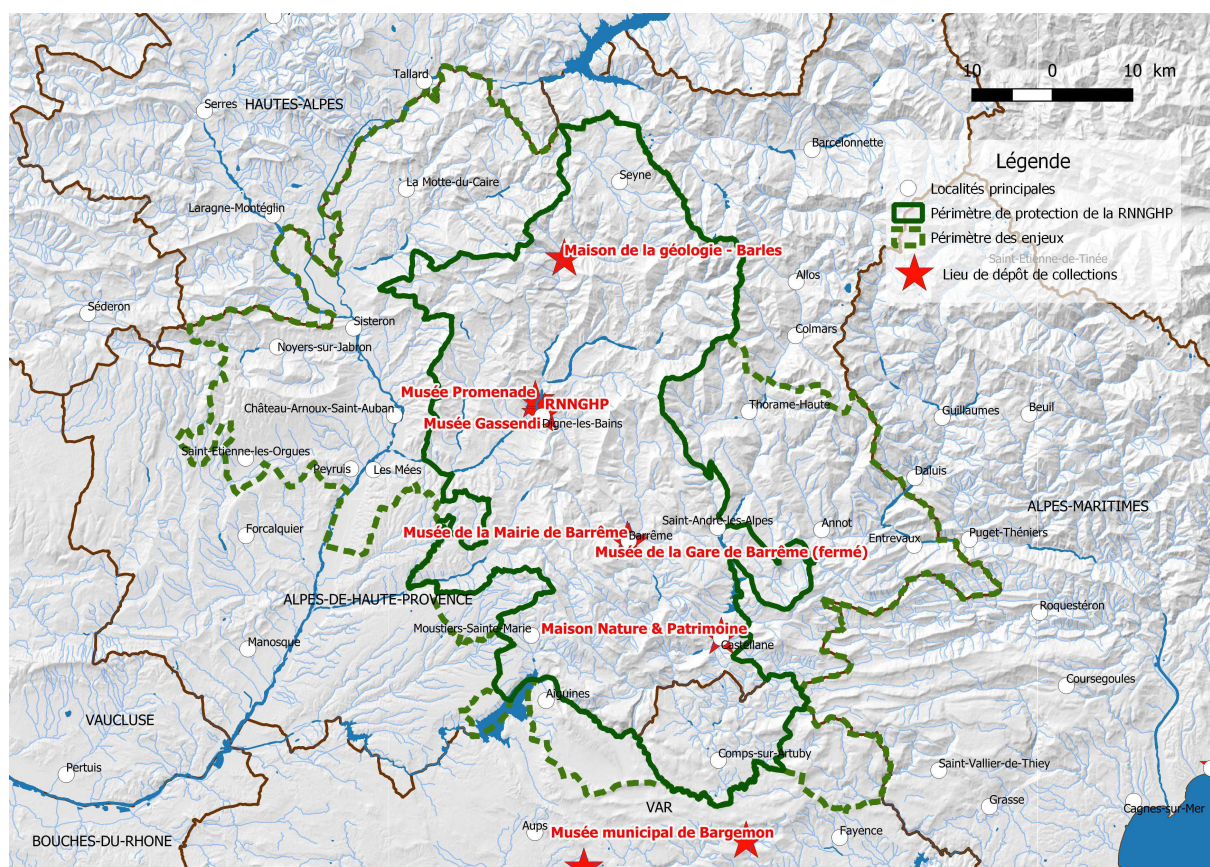 Tallard
10 0 10 km
Serres
HAUTES-ALPES
Barcelonnette
Légende
Seyne
La Motte-du-Caire
Localités principales
Laragne-Montéglin
Périmètre de protection de la RNNGHP
Périmètre des enjeux
Maison de la géologie - Barles
Saint-Etienne-de-Tinée
Lieu de dépôt de collections
Allos
Séderon
Sisteron
Colmars
Noyers-sur-Jabron
Musée Promenade
RNNGHP
Château-Arnoux-Saint-Auban
Thorame-Haute
Guillaumes
Beuil
Musée Gassendi
Digne-les-Bains
Saint-Etienne-les-Orgues
Peyruis
Les Mées
Daluis
ALPES-MARITIMES
Forcalquier
Musée de la Mairie de Barrême
Barrême
Saint-André-les-Alpes
Annot
Entrevaux
Puget-Théniers
Musée de la Gare de Barrême (fermé)
ALPES-DE-HAUTE-PROVENCE
Roquestéron
Moustiers-Sainte-Marie
Maison Nature & Patrimoine
Castellane
Manosque
Coursegoules
Aiguines
VAUCLUSE
Comps-sur-Artuby
Saint-Vallier-de-Thiey
Pertuis
VAR
Grasse
Cagnes-sur-Mer
BOUCHES-DU-RHONE
Aups
Musée municipal de Bargemon
Fayence